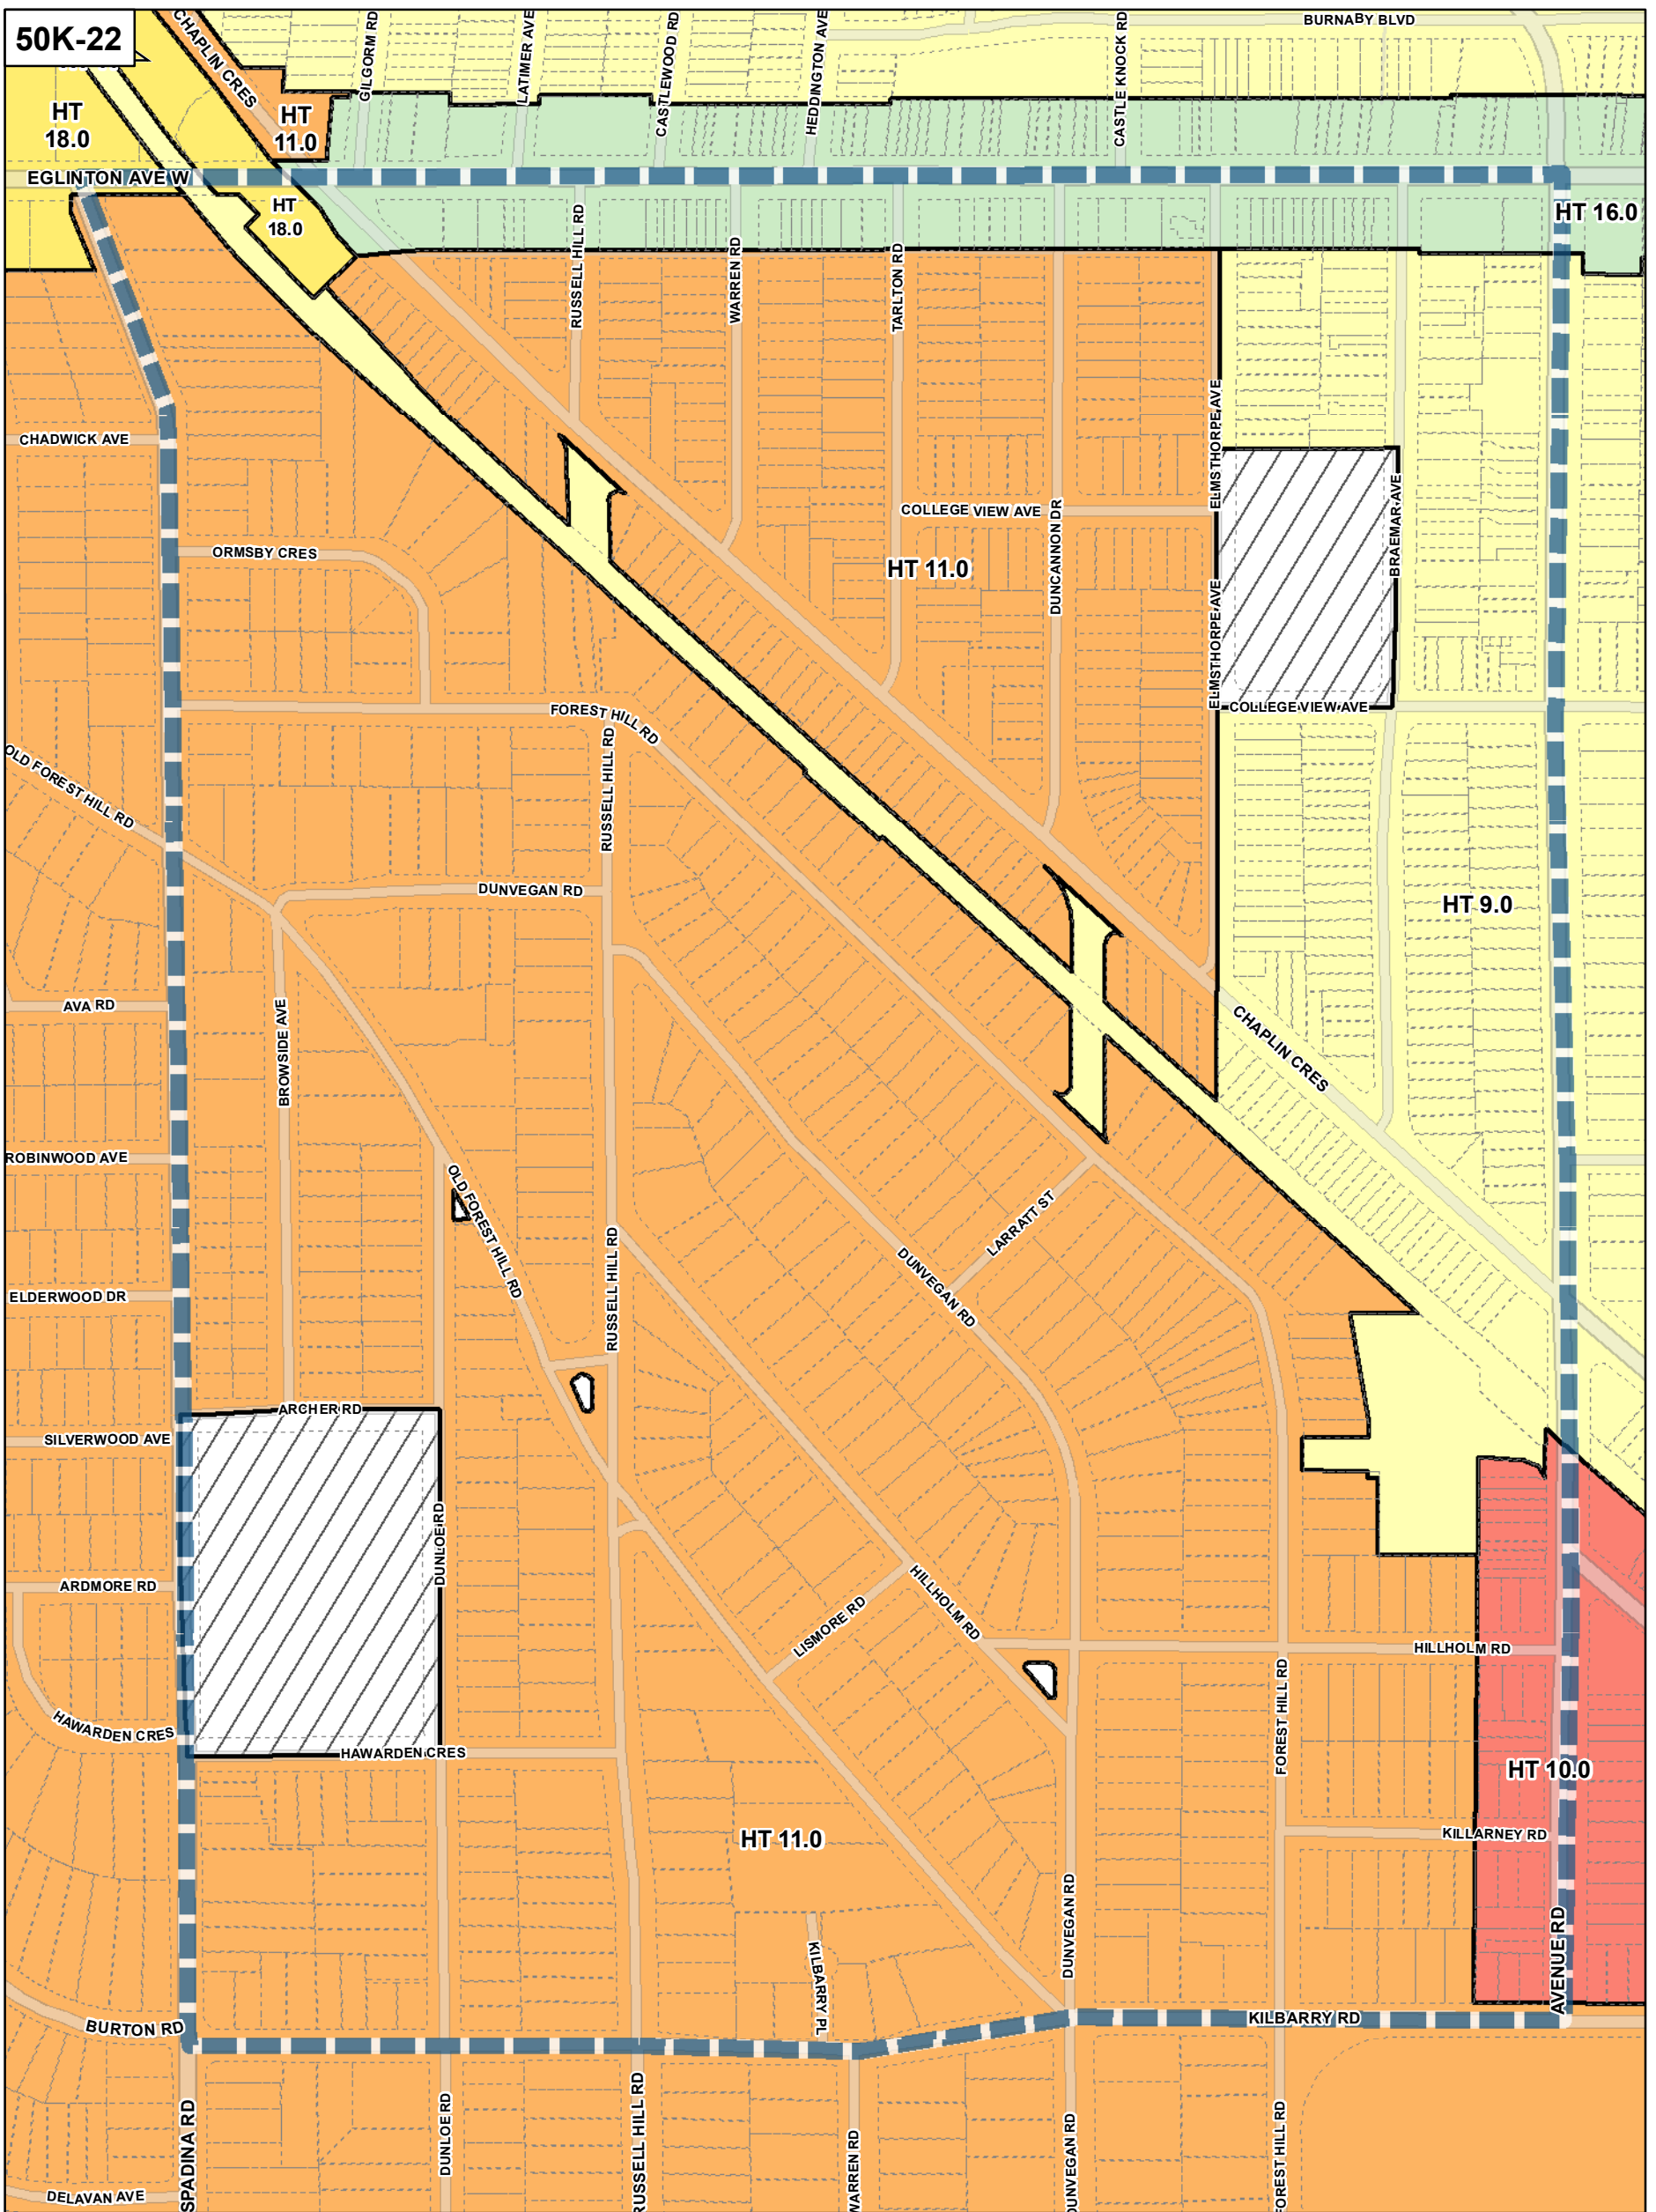 50K-22
CHAPLIN CRES
GILGORM RD
LATIMER AVE
CASTLEWOOD RD
HEDDINGTON AVE
CASTLE KNOCK RD
BURNABY BLVD
HT
18.0
HT
11.0
EGLINTON AVE W
HT
18.0
HT 16.0
RUSSELL HILL RD
WARREN RD
TARLTON RD
ELMSTHORPE AVE
CHADWICK AVE
COLLEGE VIEW AVE
DUNCANNON DR
BRAEMAR AVE
ORMSBY CRES
HT 11.0
ELMSTHORPE AVE
FOREST HILL RD
COLLEGE VIEW AVE
OLD FOREST HILL RD
RUSSELL HILL RD
DUNVEGAN RD
HT 9.0
AVA RD
BROWSIDE AVE
CHAPLIN CRES
ROBINWOOD AVE
OLD FOREST HILL RD
LARRATT ST
RUSSELL HILL RD
DUNVEGAN RD
ELDERWOOD DR
ARCHER RD
SILVERWOOD AVE
DUNLOE RD
ARDMORE RD
LISMORE RD
HILLHOLM RD
HILLHOLM RD
FOREST HILL RD
HAWARDEN CRES
HAWARDEN CRES
HT 10.0
HT 11.0
KILLARNEY RD
DUNVEGAN RD
KILBARRY PL
AVENUE RD
BURTON RD
KILBARRY RD
SPADINA RD
DUNLOE RD
RUSSELL HILL RD
WARREN RD
DUNVEGAN RD
FOREST HILL RD
DELAVAN AVE